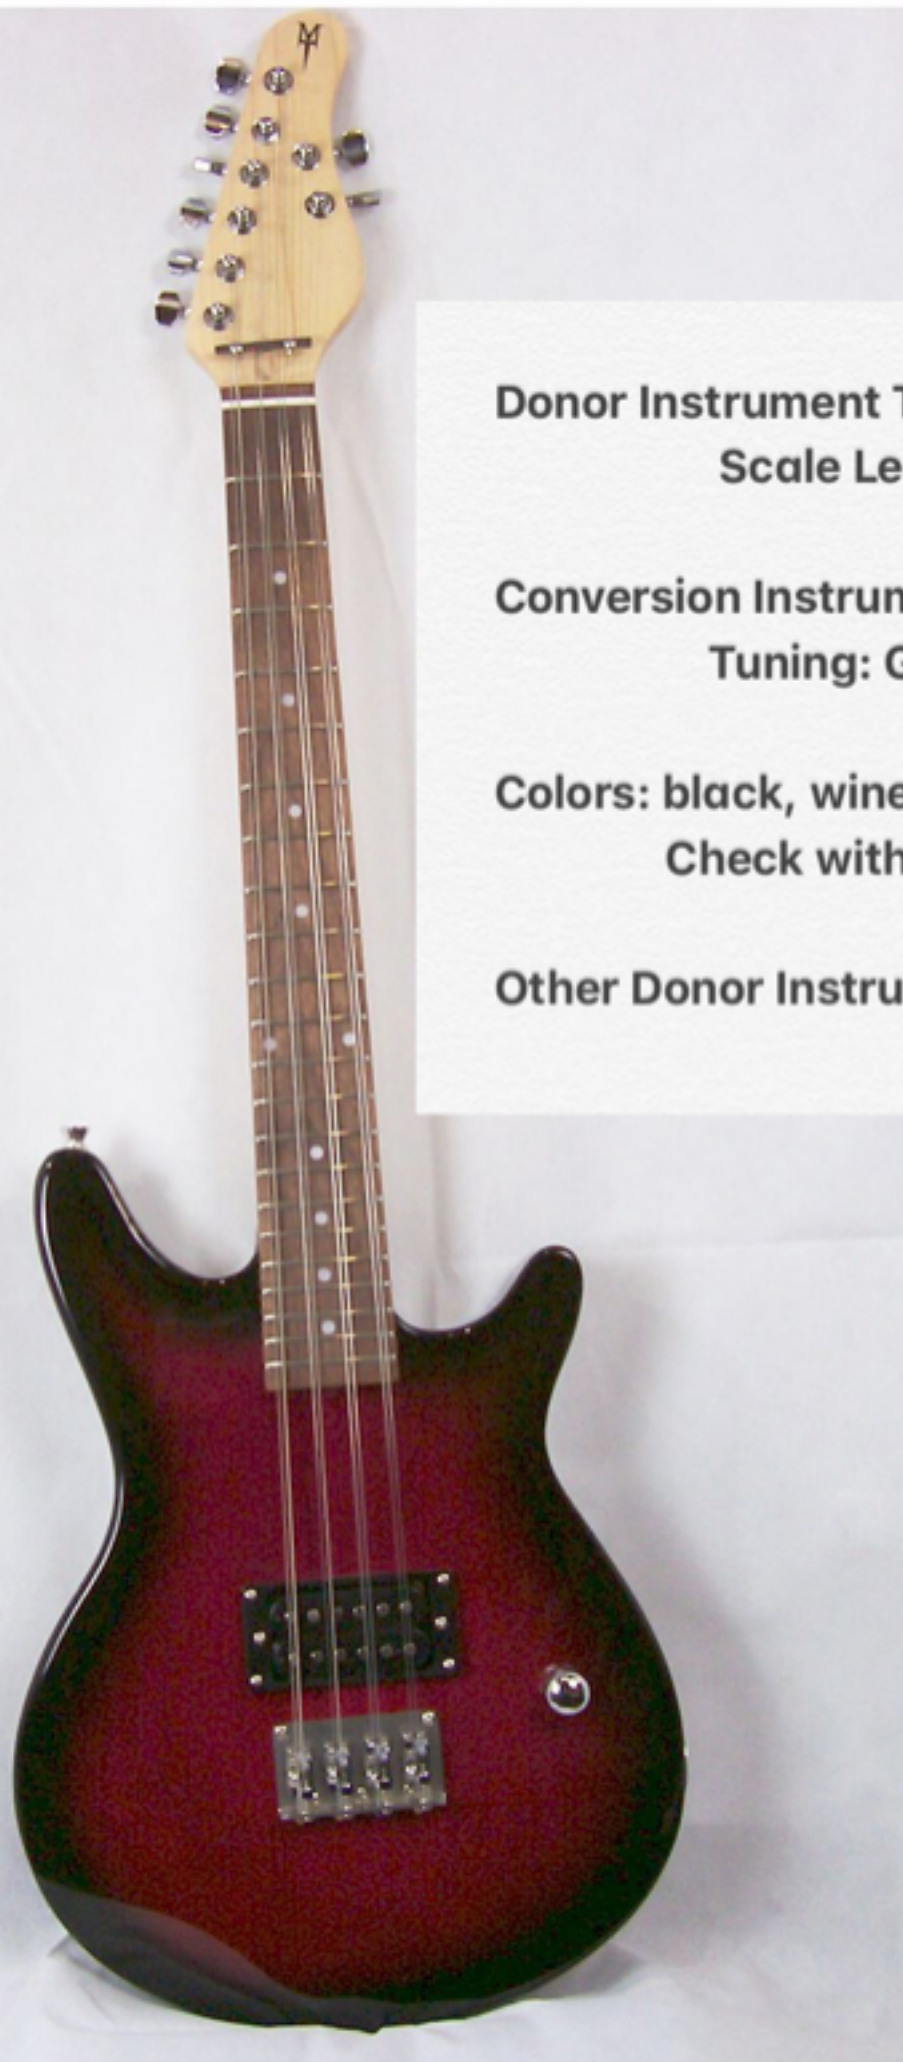 Donor Instrument T
Scale Le
Conversion Instrum
Tuning: G
Colors: black, wine
Check with
Other Donor Instru